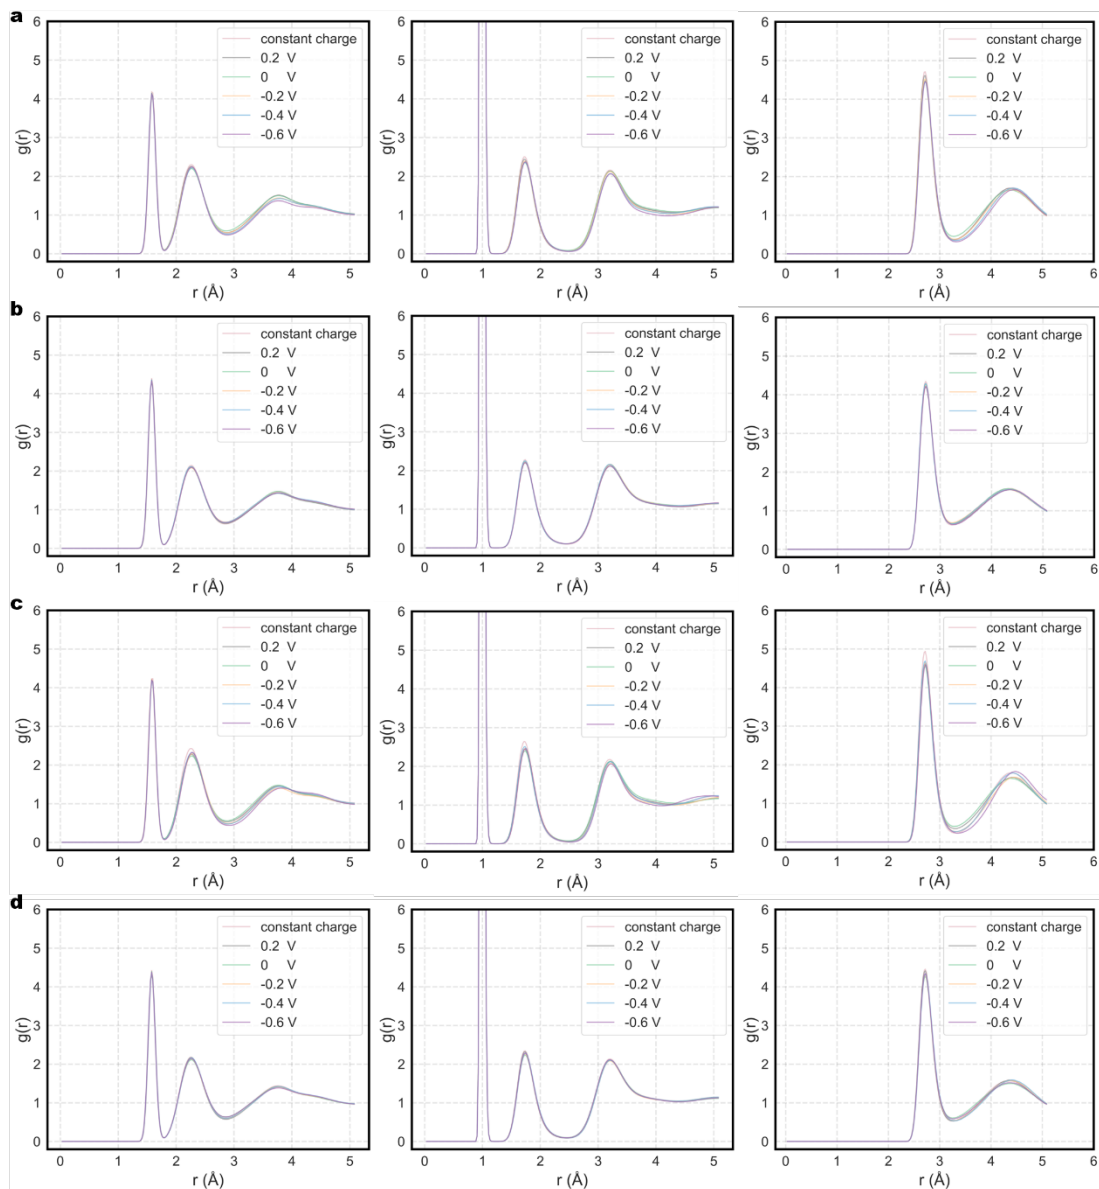 a
6
5
4
3
2
1
0
g(r)
constant charge
0.2 V
0 V
-0.2 V
-0.4 V
-0.6 V
0 1 2 3 4 5
r (Å)
6
5
4
3
2
1
0
g(r)
constant charge
0.2 V
0 V
-0.2 V
-0.4 V
-0.6 V
0 1 2 3 4 5
r (Å)
6
5
4
3
2
1
0
g(r)
constant charge
0.2 V
0 V
-0.2 V
-0.4 V
-0.6 V
0 1 2 3 4 5 6
r (Å)
b
6
5
4
3
2
1
0
g(r)
constant charge
0.2 V
0 V
-0.2 V
-0.4 V
-0.6 V
0 1 2 3 4 5
r (Å)
6
5
4
3
2
1
0
g(r)
constant charge
0.2 V
0 V
-0.2 V
-0.4 V
-0.6 V
0 1 2 3 4 5
r (Å)
6
5
4
3
2
1
0
g(r)
constant charge
0.2 V
0 V
-0.2 V
-0.4 V
-0.6 V
0 1 2 3 4 5 6
r (Å)
c
6
5
4
3
2
1
0
g(r)
constant charge
0.2 V
0 V
-0.2 V
-0.4 V
-0.6 V
0 1 2 3 4 5
r (Å)
6
5
4
3
2
1
0
g(r)
constant charge
0.2 V
0 V
-0.2 V
-0.4 V
-0.6 V
0 1 2 3 4 5
r (Å)
6
5
4
3
2
1
0
g(r)
constant charge
0.2 V
0 V
-0.2 V
-0.4 V
-0.6 V
0 1 2 3 4 5 6
r (Å)
d
6
5
4
3
2
1
0
g(r)
constant charge
0.2 V
0 V
-0.2 V
-0.4 V
-0.6 V
0 1 2 3 4 5
r (Å)
6
5
4
3
2
1
0
g(r)
constant charge
0.2 V
0 V
-0.2 V
-0.4 V
-0.6 V
0 1 2 3 4 5
r (Å)
6
5
4
3
2
1
0
g(r)
constant charge
0.2 V
0 V
-0.2 V
-0.4 V
-0.6 V
0 1 2 3 4 5 6
r (Å)